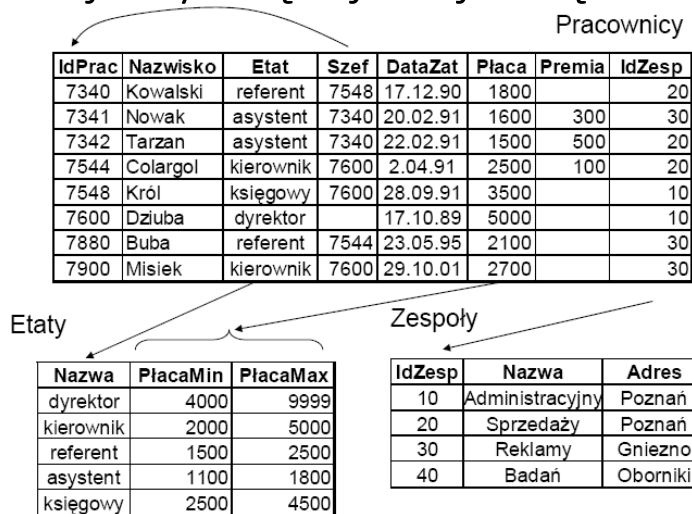 Pracownicy
IdPrac Nazwisko Etat Szef DataZat Płaca Premia IdZesp
7340 Kowalski referent 7548 17.12.90 1800 20
7341 Nowak asystent 7340 20.02.91 1600 300 30
7342 Tarzan asystent 7340 22.02.91 1500 500 20
7544 Colargol kierownik 7600 2.04.91 2500 100 20
7548 Król księgowy 7600 28.09.91 3500 10
7600 Dziuba dyrektor 17.10.89 5000 10
7880 Buba referent 7544 23.05.95 2100 30
7900 Misiek kierownik 7600 29.10.01 2700 30
Etaty
Nazwa PłacaMin PłacaMax
dyrektor 4000 9999
kierownik 2000 5000
referent 1500 2500
asystent 1100 1800
księgowy 2500 4500
Zespoły
IdZesp Nazwa Adres
10 Administracyjny Poznań
20 Sprzedaży Poznań
30 Reklamy Gniezno
40 Badań Oborniki